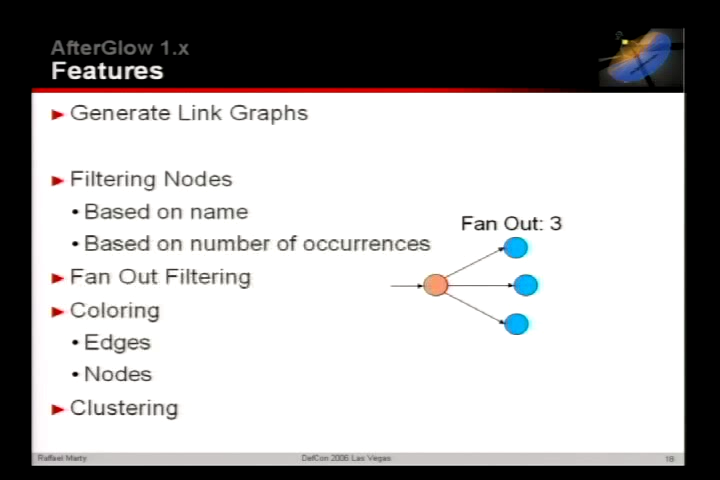 AfterGlow 1.x
Features
Generate Link Graphs
Filtering Nodes
Based on name
Based on number of occurrences
Fan Out: 3
Fan Out Filtering
Coloring
Edges
Nodes
Clustering
Raffael Marty
DefCon 2006 Las Vegas
18